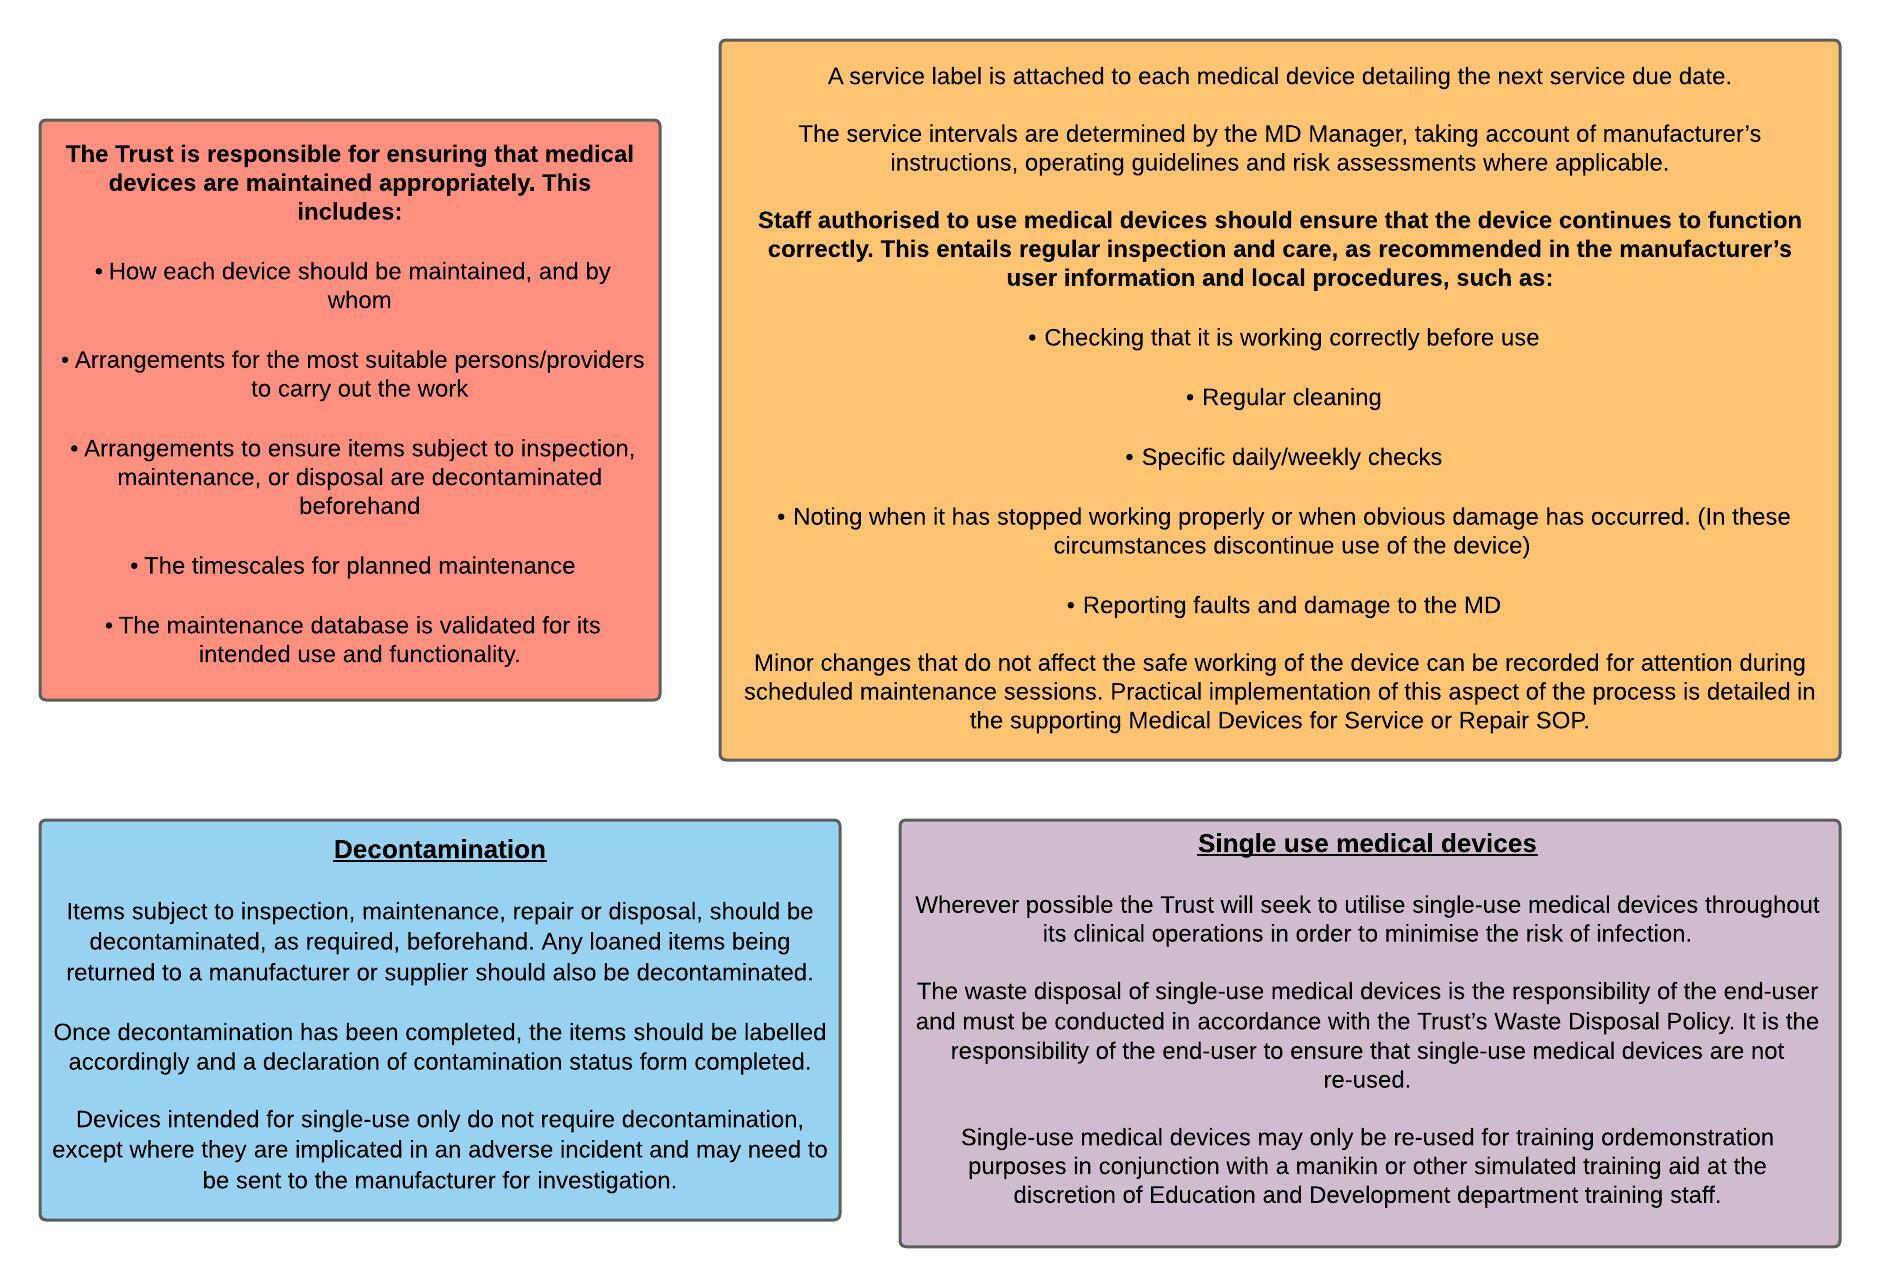 The Trust is responsible for ensuring that medical
devices are maintained appropriately. This
includes:
• How each device should be maintained, and by
whom
• Arrangements for the most suitable persons/providers
to carry out the work
• Arrangements to ensure items subject to inspection,
maintenance, or disposal are decontaminated
beforehand
• The timescales for planned maintenance
• The maintenance database is validated for its
intended use and functionality.
A service label is attached to each medical device detailing the next service due date.
The service intervals are determined by the MD Manager, taking account of manufacturer’s
instructions, operating guidelines and risk assessments where applicable.
Staff authorised to use medical devices should ensure that the device continues to function
correctly. This entails regular inspection and care, as recommended in the manufacturer’s
user information and local procedures, such as:
• Checking that it is working correctly before use
• Regular cleaning
• Specific daily/weekly checks
• Noting when it has stopped working properly or when obvious damage has occurred. (In these
circumstances discontinue use of the device)
• Reporting faults and damage to the MD
Minor changes that do not affect the safe working of the device can be recorded for attention during
scheduled maintenance sessions. Practical implementation of this aspect of the process is detailed in
the supporting Medical Devices for Service or Repair SOP.
Decontamination
Items subject to inspection, maintenance, repair or disposal, should be
decontaminated, as required, beforehand. Any loaned items being
returned to a manufacturer or supplier should also be decontaminated.
Once decontamination has been completed, the items should be labelled
accordingly and a declaration of contamination status form completed.
Devices intended for single-use only do not require decontamination,
except where they are implicated in an adverse incident and may need to
be sent to the manufacturer for investigation.
Single use medical devices
Wherever possible the Trust will seek to utilise single-use medical devices throughout
its clinical operations in order to minimise the risk of infection.
The waste disposal of single-use medical devices is the responsibility of the end-user
and must be conducted in accordance with the Trust’s Waste Disposal Policy. It is the
responsibility of the end-user to ensure that single-use medical devices are not
re-used.
Single-use medical devices may only be re-used for training ordemonstration
purposes in conjunction with a manikin or other simulated training aid at the
discretion of Education and Development department training staff.